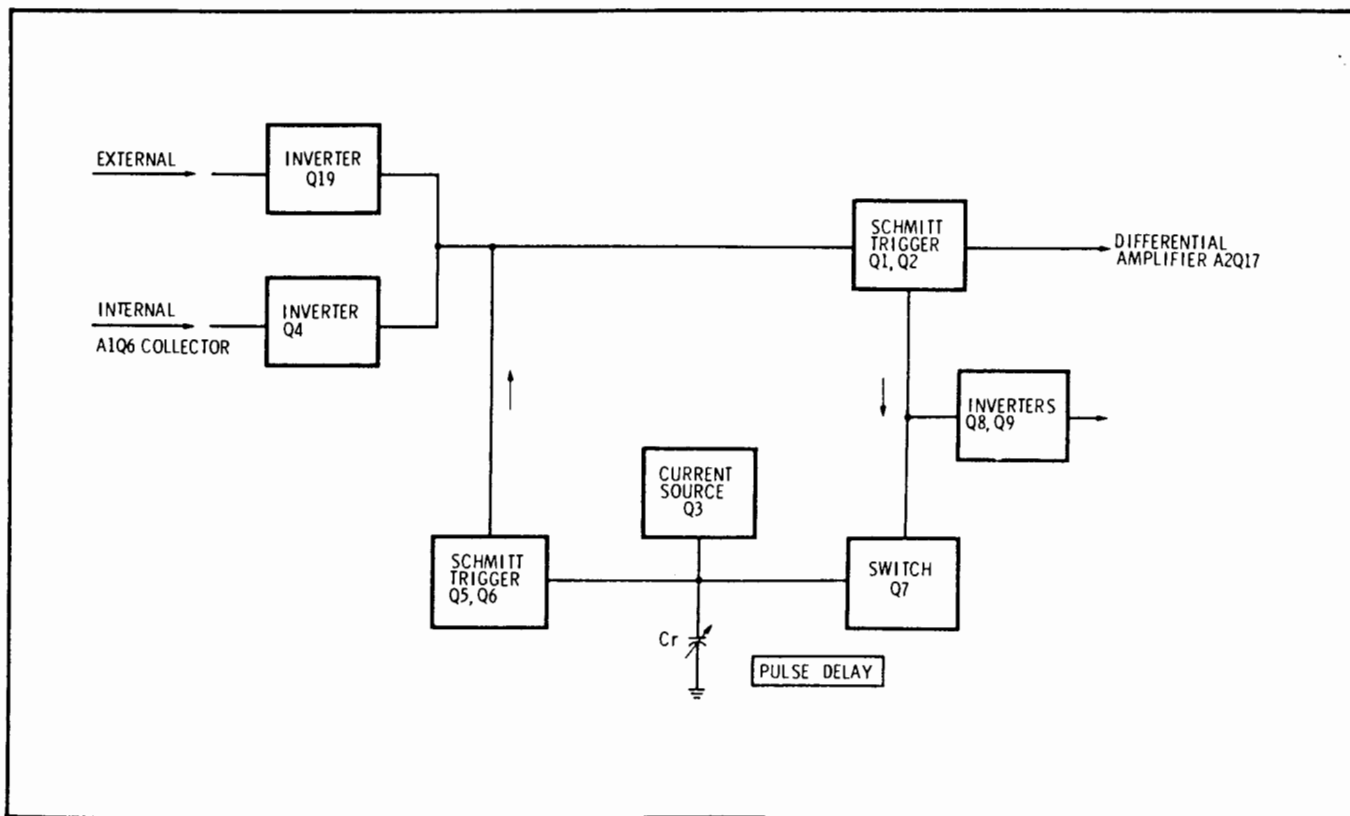 EXTERNAL
INVERTER
Q19
INTERNAL
A1Q6 COLLECTOR
INVERTER
Q4
SCHMITT
TRIGGER
Q1, Q2
DIFFERENTIAL
AMPLIFIER A2Q17
INVERTERS
Q8, Q9
CURRENT
SOURCE
Q3
SCHMITT
TRIGGER
Q5, Q6
SWITCH
Q7
Cr
PULSE DELAY